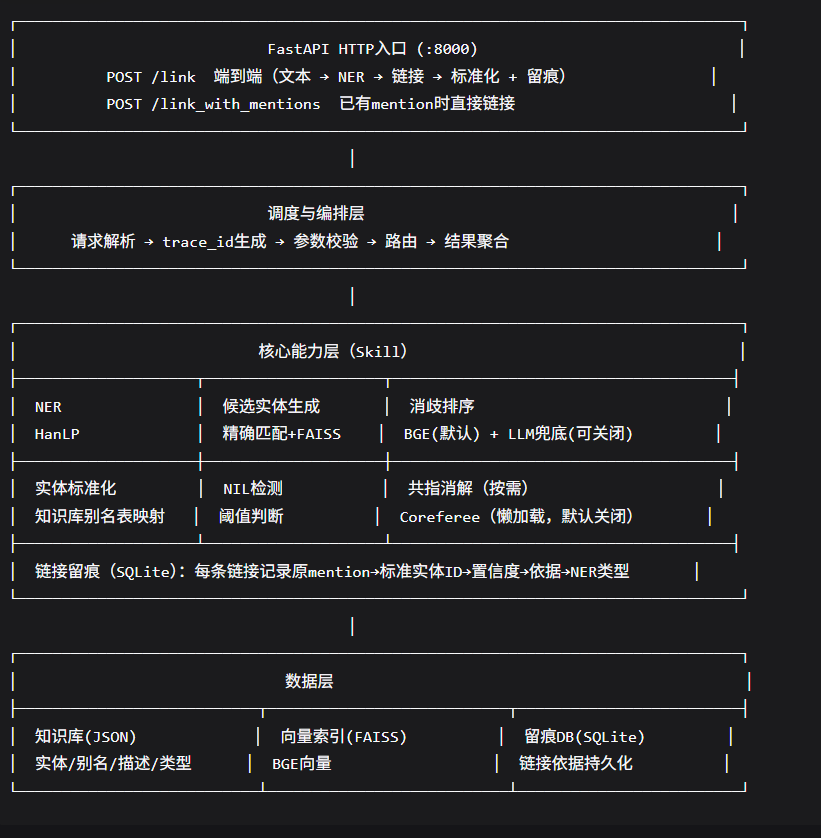 FastAPI HTTP入口 (:8000)
POST /link 端到端（文本 → NER → 链接 → 标准化 + 留痕）
POST /link_with_mentions 已有mention时直接链接
调度与编排层
请求解析 → trace_id生成 → 参数校验 → 路由 → 结果聚合
核心能力层（Skill）
NER 候选实体生成 消歧排序
HanLP 精确匹配+FAISS BGE(默认) + LLM兜底(可关闭)
实体标准化 NIL检测 共指消解（按需）
知识库别名表映射 阈值判断 Coreferee（懒加载，默认关闭）
链接留痕（SQLite）：每条链接记录原mention→标准实体ID→置信度→依据→NER类型
数据层
知识库(JSON) 向量索引(FAISS) 留痕DB(SQLite)
实体/别名/描述/类型 BGE向量 链接依据持久化